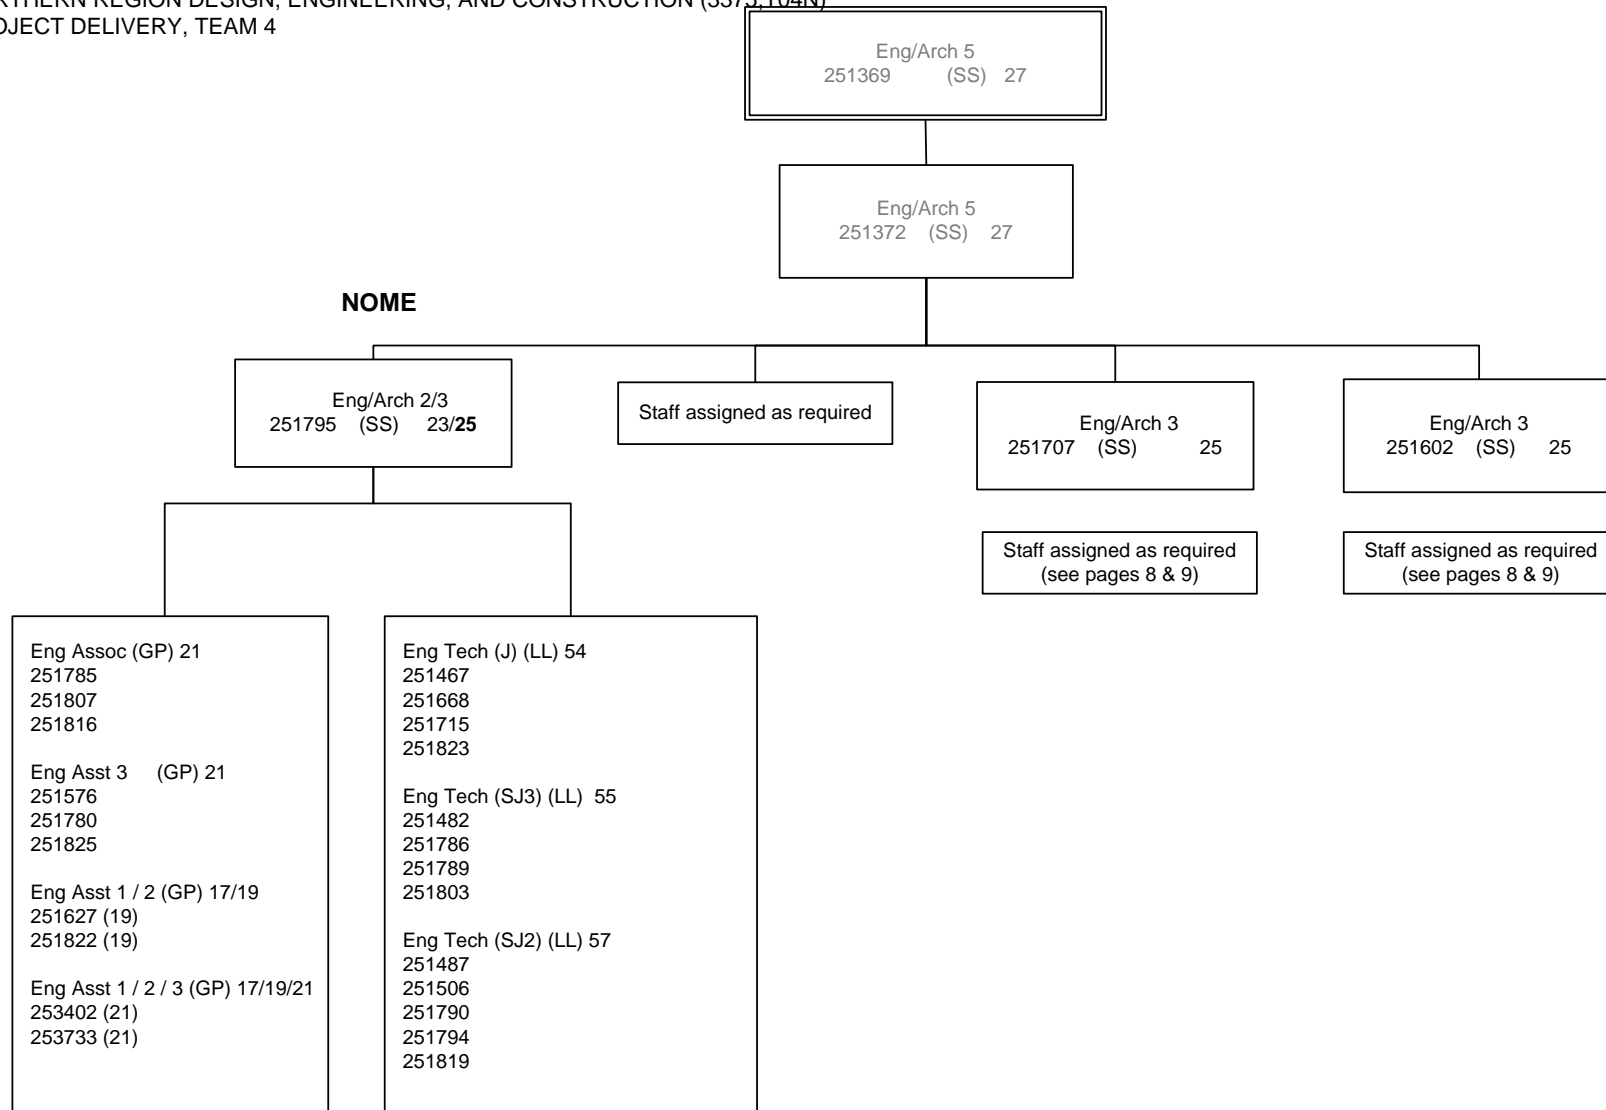 DESIGN, ENGINEERING, AND CONSTRUCTION
REGION
PROJECT DELIVERY, TEAM 4
Eng/Arch 5
251369 (SS) 27
Eng/Arch 5
251372 (SS) 27
NOME
Eng/Arch 2/3
251795 (SS) 23/25
Staff assigned as required
Eng/Arch 3
251707 (SS) 25
Eng/Arch 3
251602 (SS) 25
Staff assigned as required
(see pages 8 & 9)
Staff assigned as required
(see pages 8 & 9)
Eng Assoc (GP) 21
251785
251807
251816
Eng Asst 3 (GP) 21
251576
251780
251825
Eng Asst 1 / 2 (GP) 17/19
251627 (19)
251822 (19)
Eng Asst 1 / 2 / 3 (GP) 17/19/21
253402 (21)
253733 (21)
Eng Tech (J) (LL) 54
251467
251668
251715
251823
Eng Tech (SJ3) (LL) 55
251482
251786
251789
251803
Eng Tech (SJ2) (LL) 57
251487
251506
251790
251794
251819